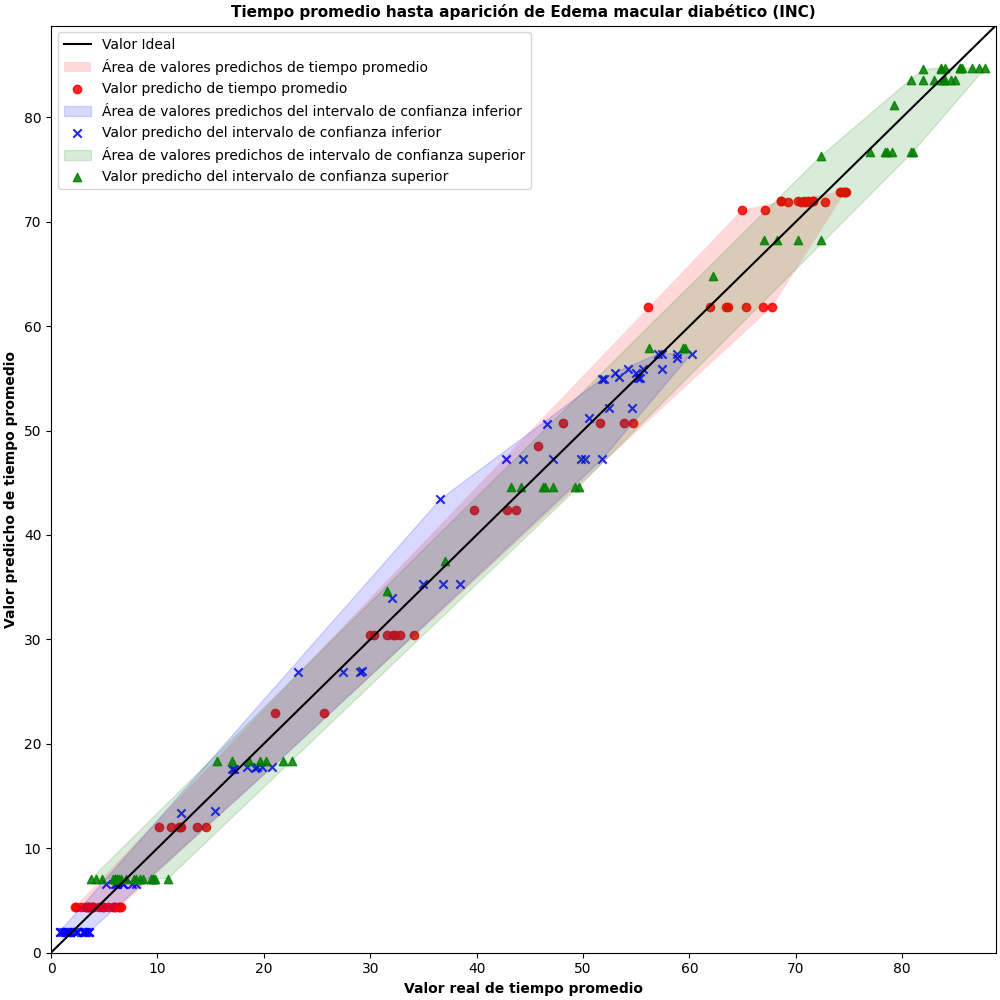 Tiempo promedio hasta aparición de Edema macular diabético (INC)
Valor Ideal
Área de valores predichos de tiempo promedio
Valor predicho de tiempo promedio
Área de valores predichos del intervalo de confianza inferior
Valor predicho del intervalo de confianza inferior
Área de valores predichos de intervalo de confianza superior
Valor predicho del intervalo de confianza superior
Valor predicho de tiempo promedio
80
70
60
50
40
30
20
10
0
0 10 20 30 40 50 60 70 80
Valor real de tiempo promedio